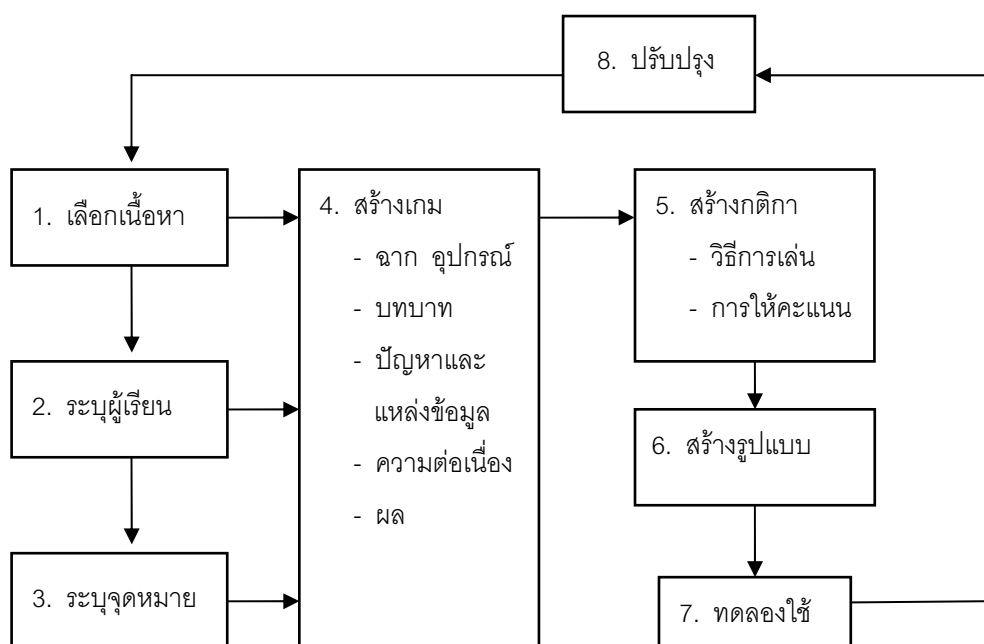 8. ปรับปรุง
1. เลือกเนื้อหา
2. ระบุผู้เรียน
3. ระบุจุดหมาย
4. สร้างเกม
- ฉาก อุปกรณ์
- บทบาท
- ปัญหาและ
แหล่งข้อมูล
- ความต่อเนื่อง
- ผล
5. สร้างกติกา
- วิธีการเล่น
- การให้คะแนน
6. สร้างรูปแบบ
7. ทดลองใช้